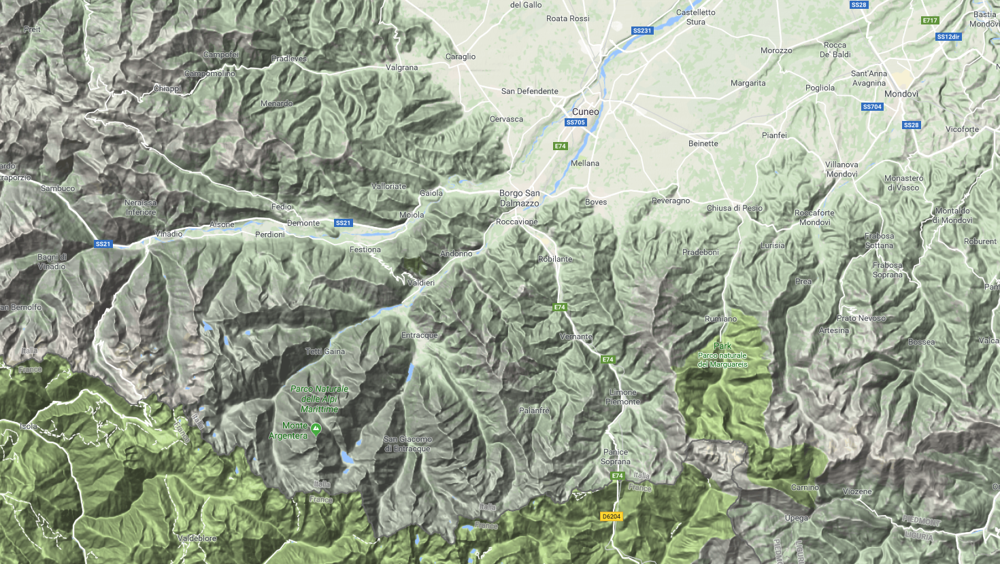 del Gallo
Roata Rossi
Castelletto
Stura
SS28
E717
Bastia
Mondovì
SS12dir
SS231
Preit
Campofei
Pradleves
Caraglio
Valgrana
Campomolino
Chiappi
Menardo
San Defendente
Morozzo
Rocca
De' Baldi
Margarita
Sant'Anna
Avagnina
Pogliola
Mondovì
Cuneo
SS704
SS705
SS28
Cervasca
Vicoforte
Pianfei
Beinette
E74
Mellana
Villanova
Mondovì
Monastero
di Vasco
ardo
raporzio
Sambuco
Valloriate
Gaiola
Borgo San
Dalmazzo
Boves
Peveragno
Chiusa di Pesio
Neraissa
Inferiore
Fedio
Moiola
Roccavione
Roccaforte
Mondovì
Montaldo
di Mondovì
Aisone
Demonte
SS21
Vinadio
Perdioni
SS21
Festiona
Andonno
Robilante
Pradeboni
Lurisia
Frabosa
Sottana
Roburent
Bagni di
Vinadio
Frabosa
Soprana
Valdieri
Prea
Pam
an Bernolfo
E74
Rumiano
Prato Nevoso
Artesina
Entracque
Vernante
Bossea
Valca
Park
Parco naturale
del Marguareis
Tetti Gaina
E74
Italia
France
Parco Naturale
delle Alpi
Marittime
Limone
Piemonte
Palanfrè
Isola
Italia
France
Monte
Argentera
San Giacomo
di Entracque
Panice
Soprana
E74
Italia
France
Italia
France
Carnino
Viozene
Or
Italia
France
D6204
Upega
PIEDMONT
LIGURIA
Valdeblore
PIEDM
LIGUR